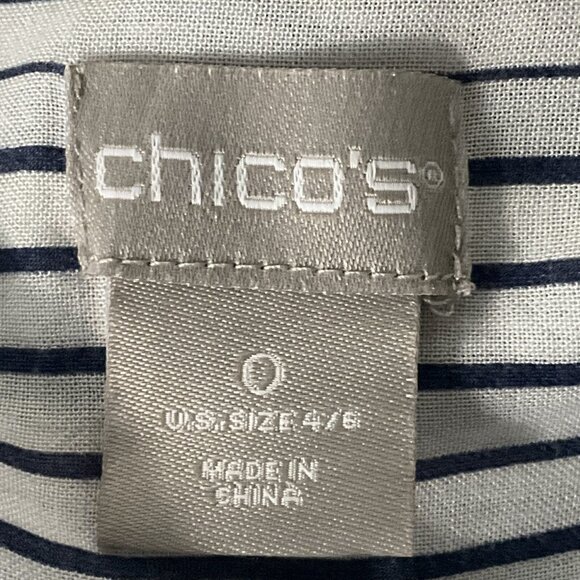 chico's®
0
U.S. SIZE 4/6
MADE IN
CHINA